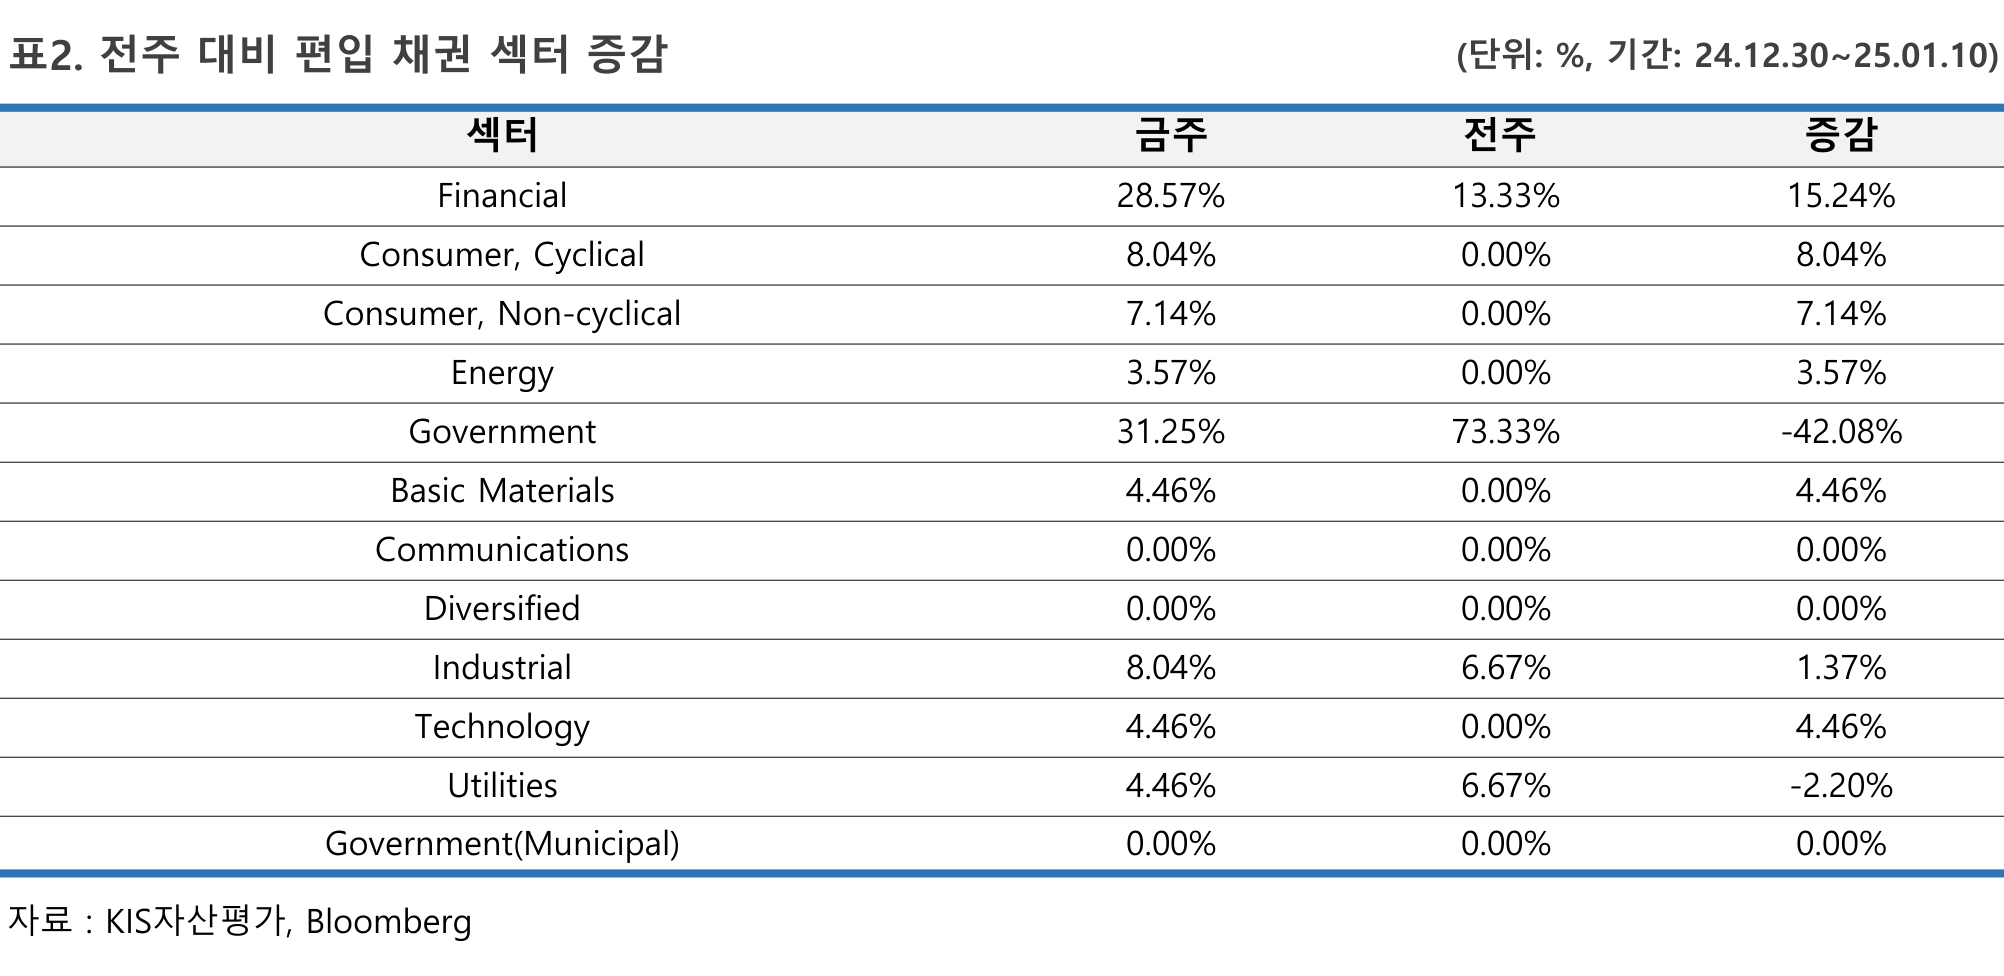 표2. 전주 대비 편입 채권 섹터 증감 (단위: %, 기간: 24.12.30~25.01.10)
섹터 금주 전주 증감
Financial 28.57% 13.33% 15.24%
Consumer, Cyclical 8.04% 0.00% 8.04%
Consumer, Non-cyclical 7.14% 0.00% 7.14%
Energy 3.57% 0.00% 3.57%
Government 31.25% 73.33% -42.08%
Basic Materials 4.46% 0.00% 4.46%
Communications 0.00% 0.00% 0.00%
Diversified 0.00% 0.00% 0.00%
Industrial 8.04% 6.67% 1.37%
Technology 4.46% 0.00% 4.46%
Utilities 4.46% 6.67% -2.20%
Government(Municipal) 0.00% 0.00% 0.00%
자료 : KIS자산평가, Bloomberg